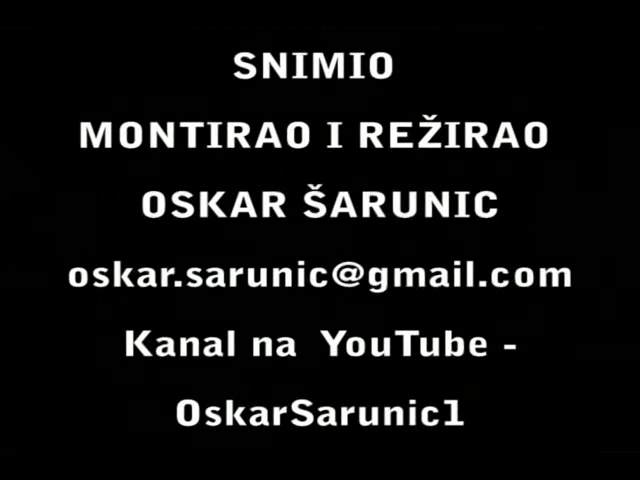 SNIMIO
MONTIRAO I REŽIRAO
OSKAR ŠARUNIC
oskar.sarunic@gmail.com
Kanal na YouTube -
OskarSarunic1